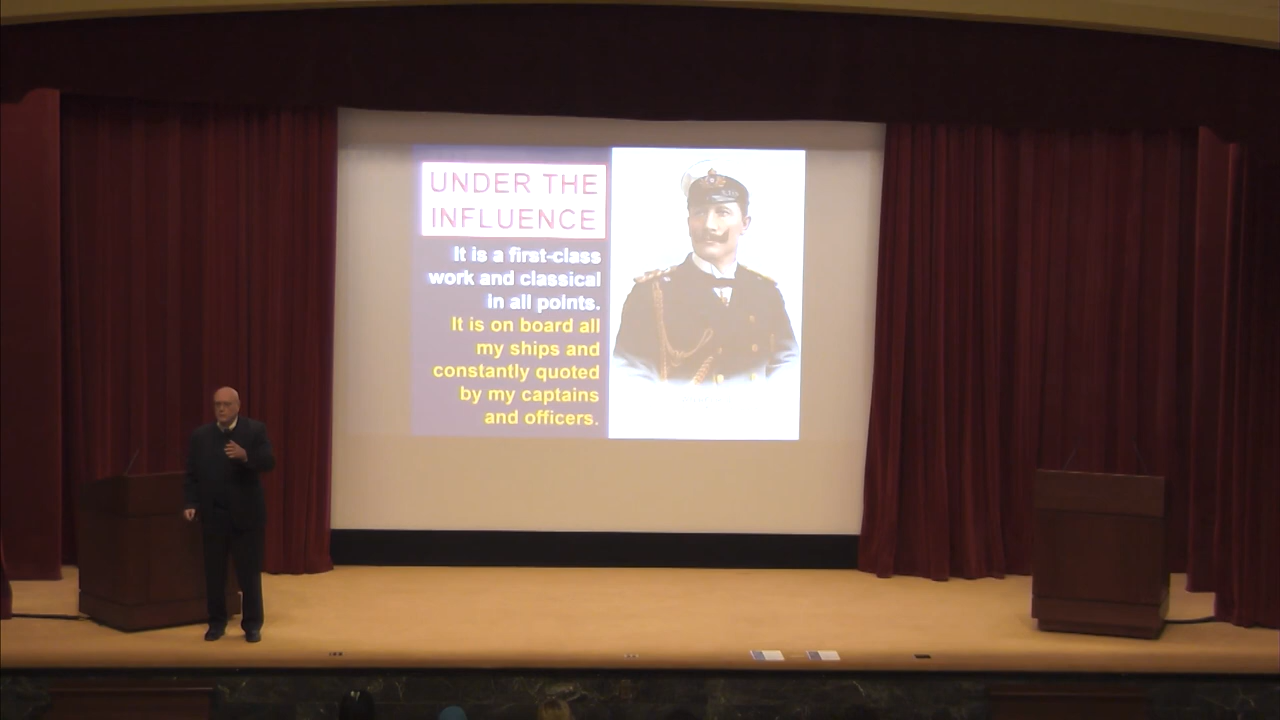 UNDER THE
INFLUENCE
It is a first-class
work and classical
in all points.
It is on board all
my ships and
constantly quoted
by my captains
and officers.